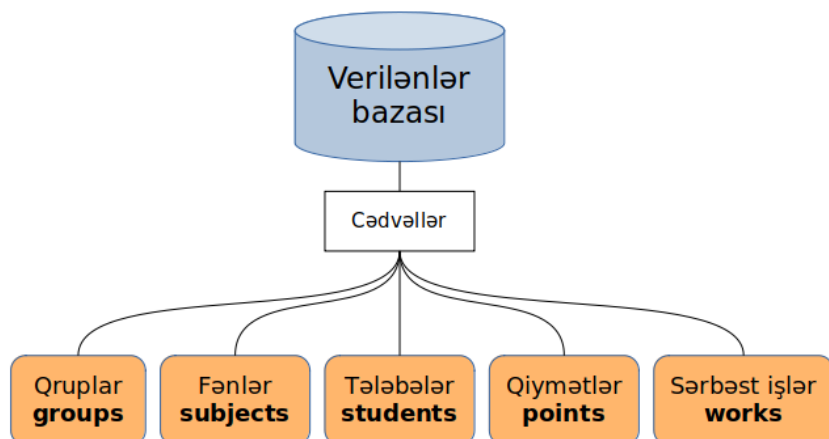 Verilənlər
bazası
Cədvəllər
Qruplar
groups
Fənlər
subjects
Tələbələr
students
Qiymətlər
points
Sərbəst işlər
works